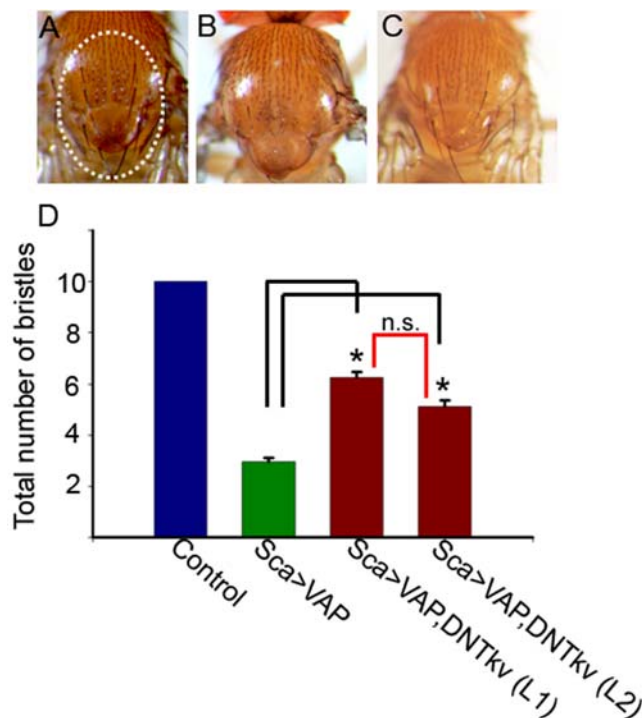 A
B
C
D
Total number of bristles
10
8
6
4
2
n.s.
*
*
Control
Sca>VAP
Sca>VAP,DNTkv (L1)
Sca>VAP,DNTkv (L2)